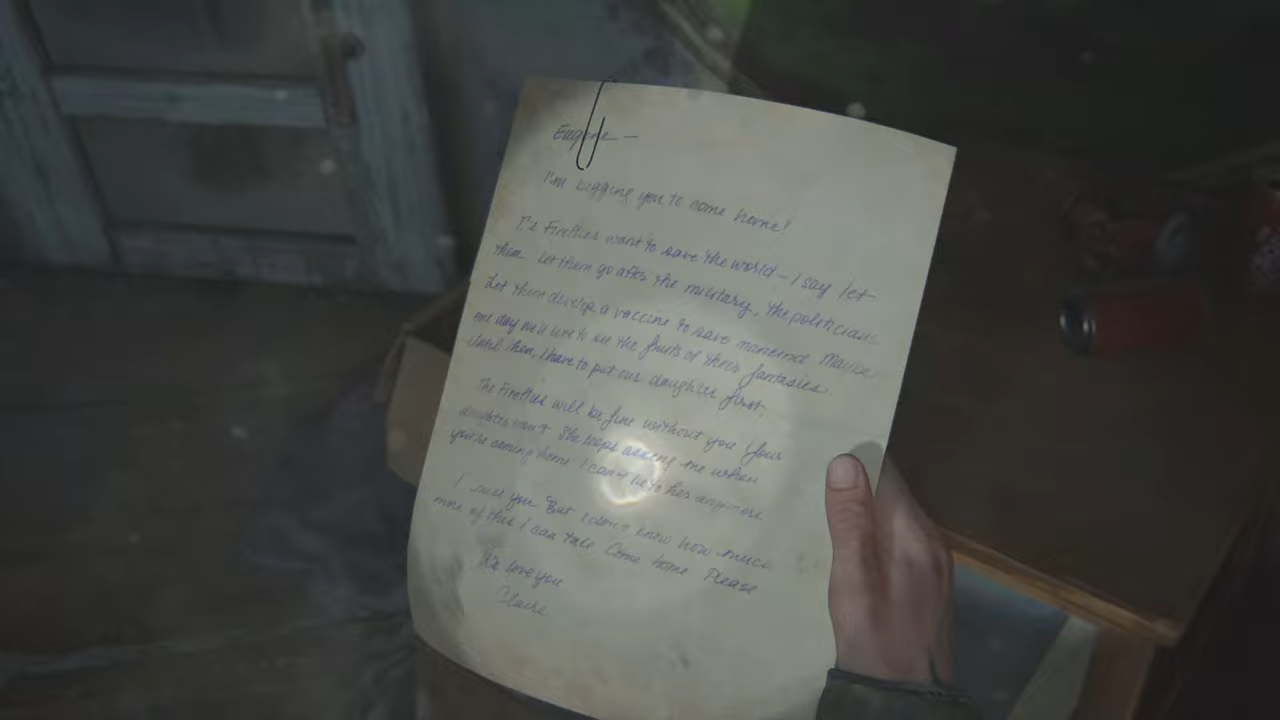 Eugene —
I'm begging you to come home!
The Fireflies want to save the world – I say let
them. Let them go after the military, the politicians.
Let them develop a vaccine to save mankind. Maybe
one day we'll live to see the fruits of their fantasies.
Until then, I have to put our daughter first.
The Fireflies will be fine without you. Your
daughter won't. She keeps asking me when
you're coming home. I can't lie to her anymore.
I miss you. But I don't know how much
more of this I can take. Come home. Please
We love you
Claire